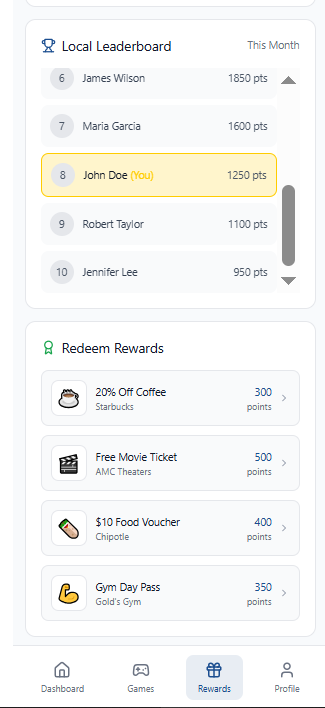 Local Leaderboard This Month
6 James Wilson 1850 pts
7 Maria Garcia 1600 pts
8 John Doe (You) 1250 pts
9 Robert Taylor 1100 pts
10 Jennifer Lee 950 pts
Redeem Rewards
20% Off Coffee 300
Starbucks points
Free Movie Ticket 500
AMC Theaters points
$10 Food Voucher 400
Chipotle points
Gym Day Pass 350
Gold's Gym points
Dashboard Games Rewards Profile